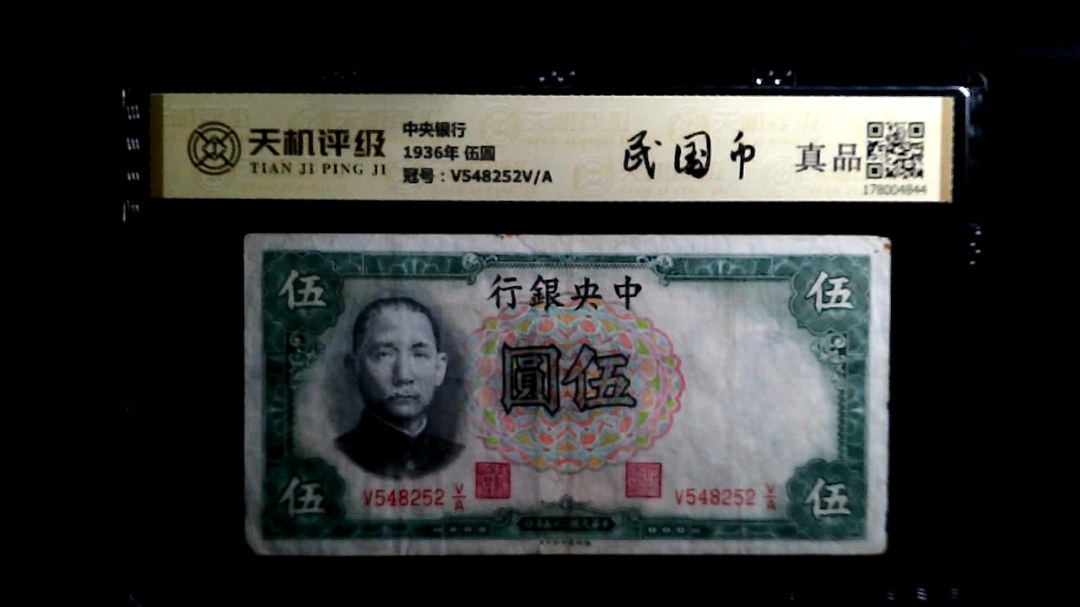 天机评级
TIAN JI PING JI
中央银行
1936年 伍圆
冠号：V548252V/A
民国币
真品
178004844
伍
行銀央中
伍
圓伍
伍
V548252 V/A
V548252 V/A
伍